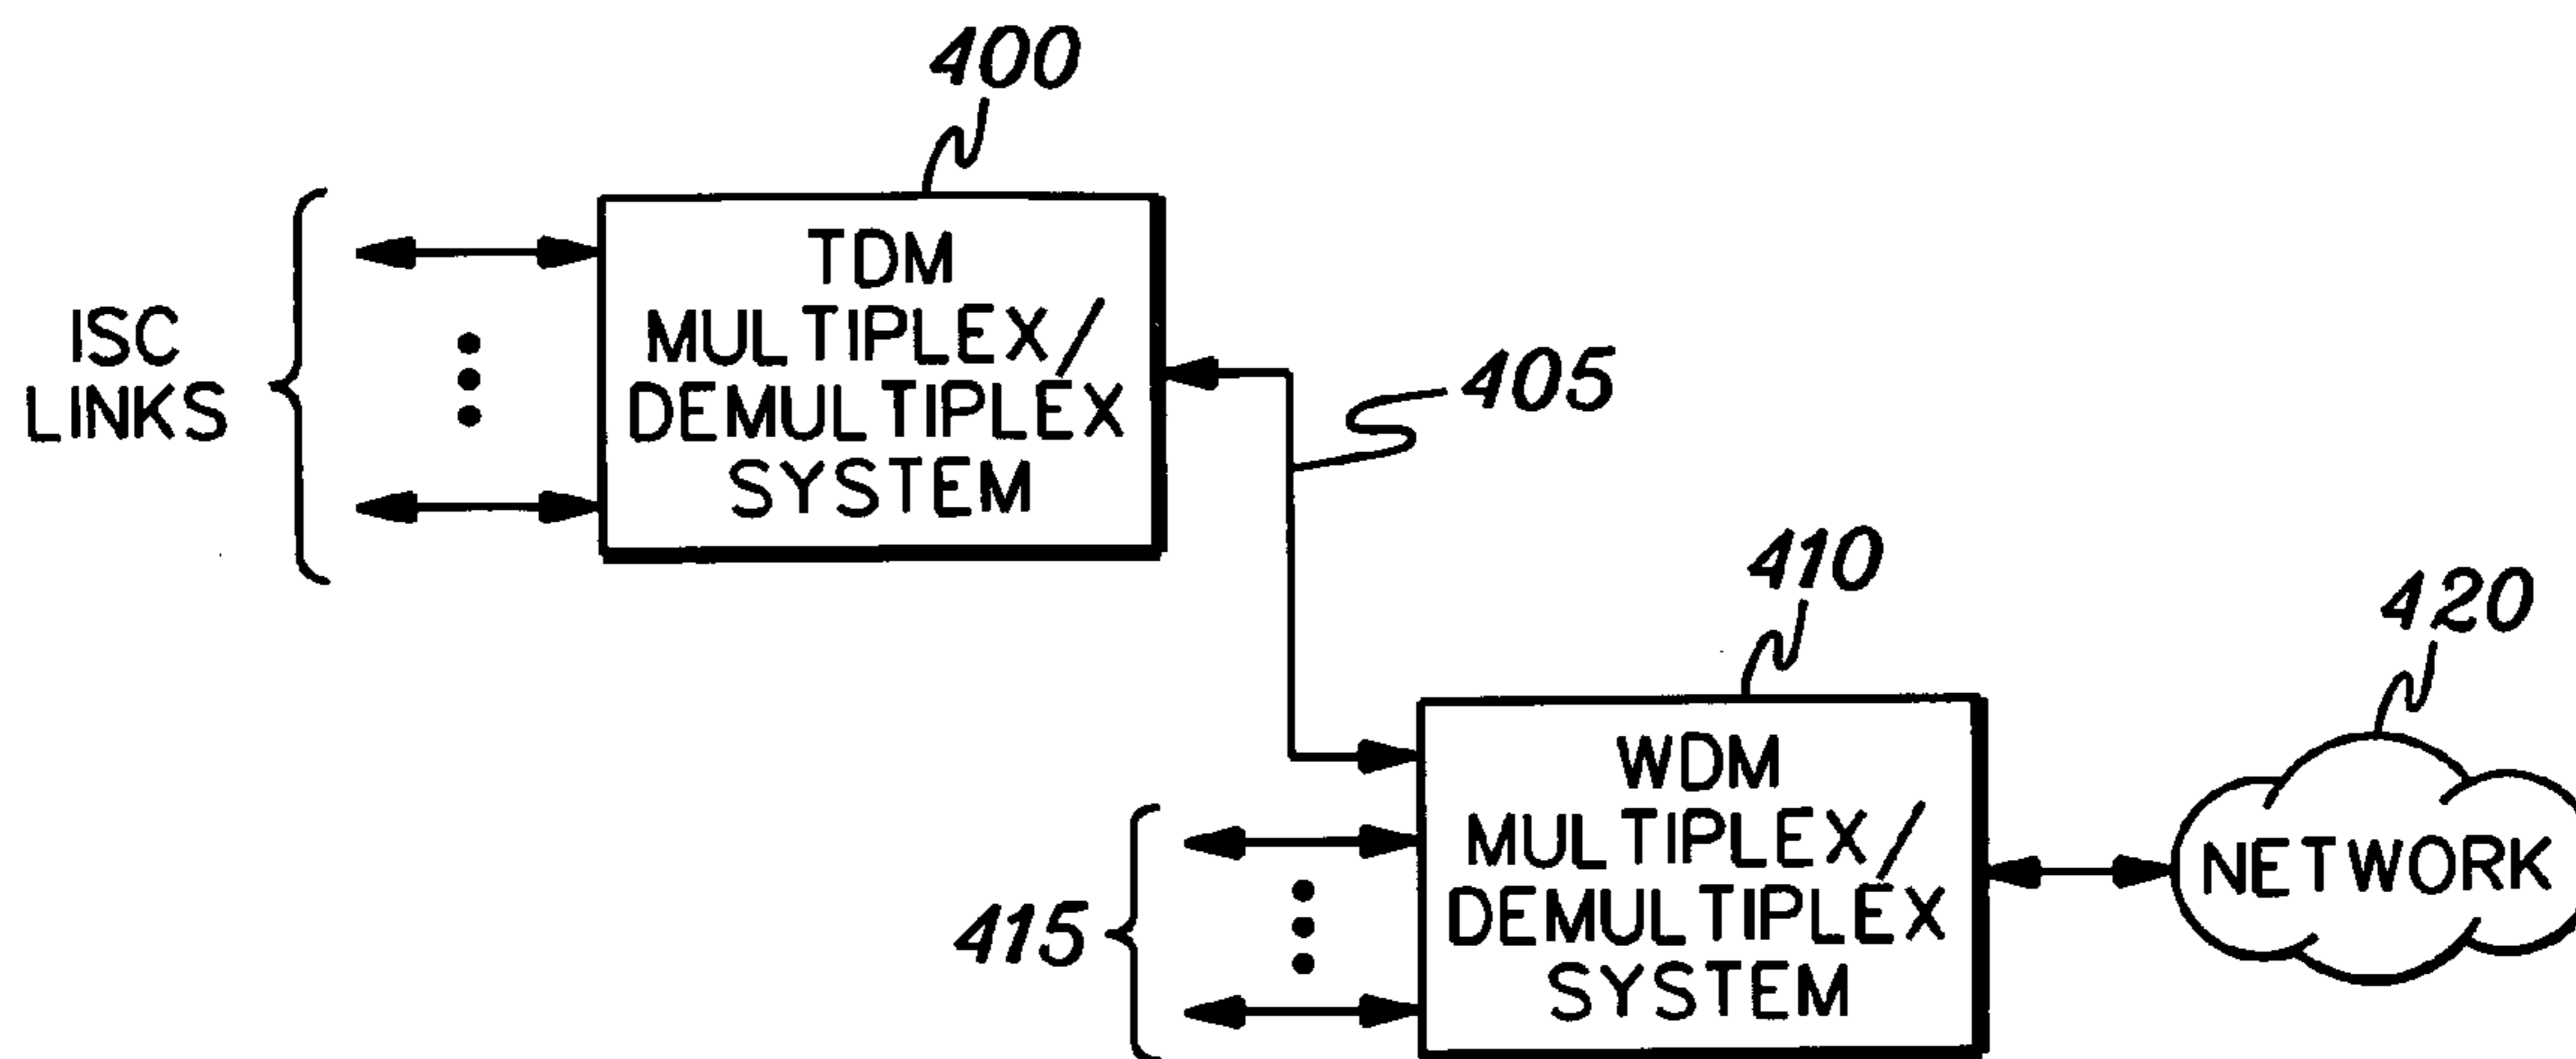 400
ISC
LINKS
TDM
MULTIPLEX/
DEMULTIPLEX
SYSTEM
405
410
420
415
WDM
MULTIPLEX/
DEMULTIPLEX
SYSTEM
NETWORK